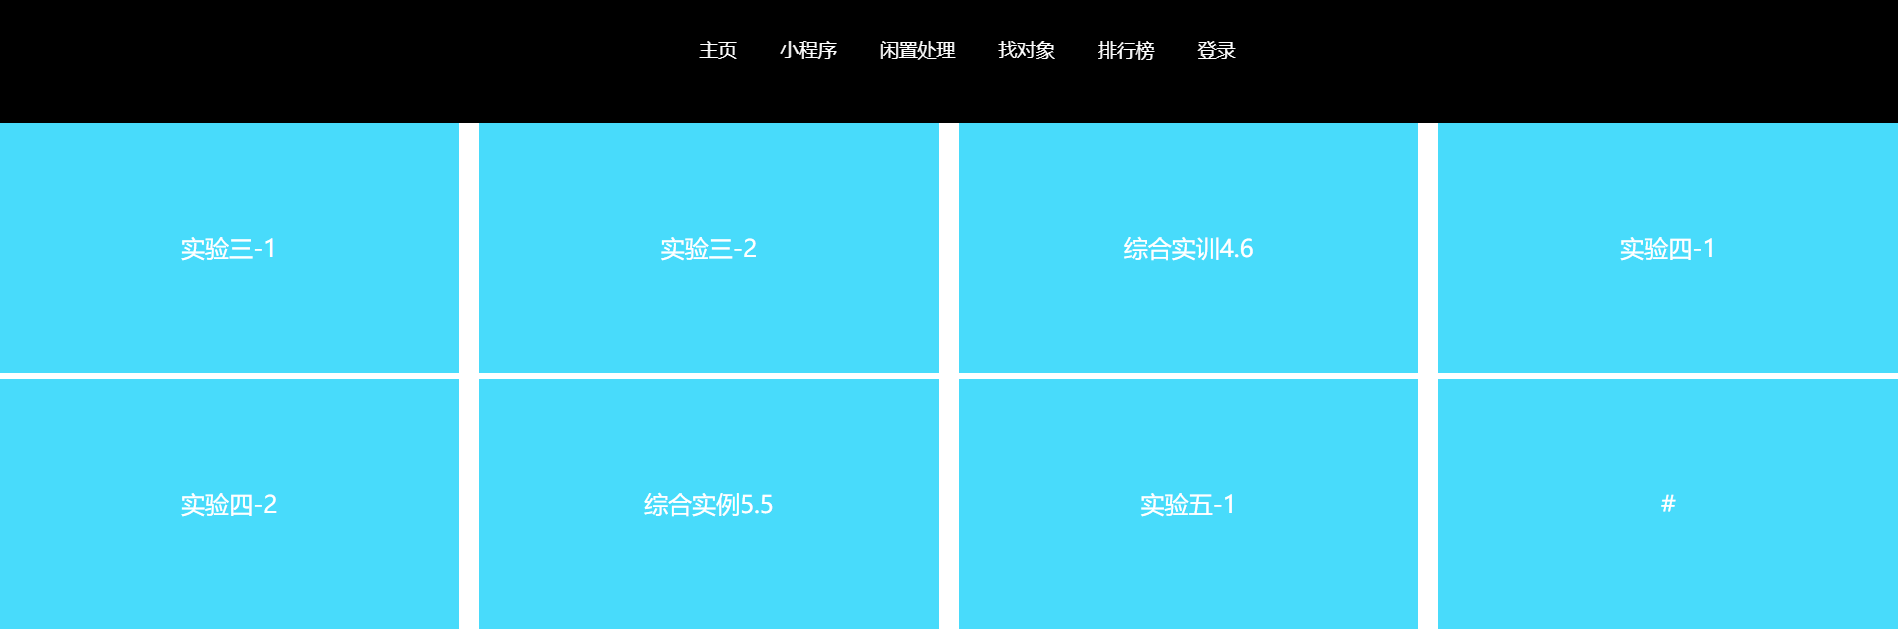 主页 小程序 闲置处理 找对象 排行榜 登录
实验三-1 实验三-2 综合实训4.6 实验四-1
实验四-2 综合实例5.5 实验五-1 #